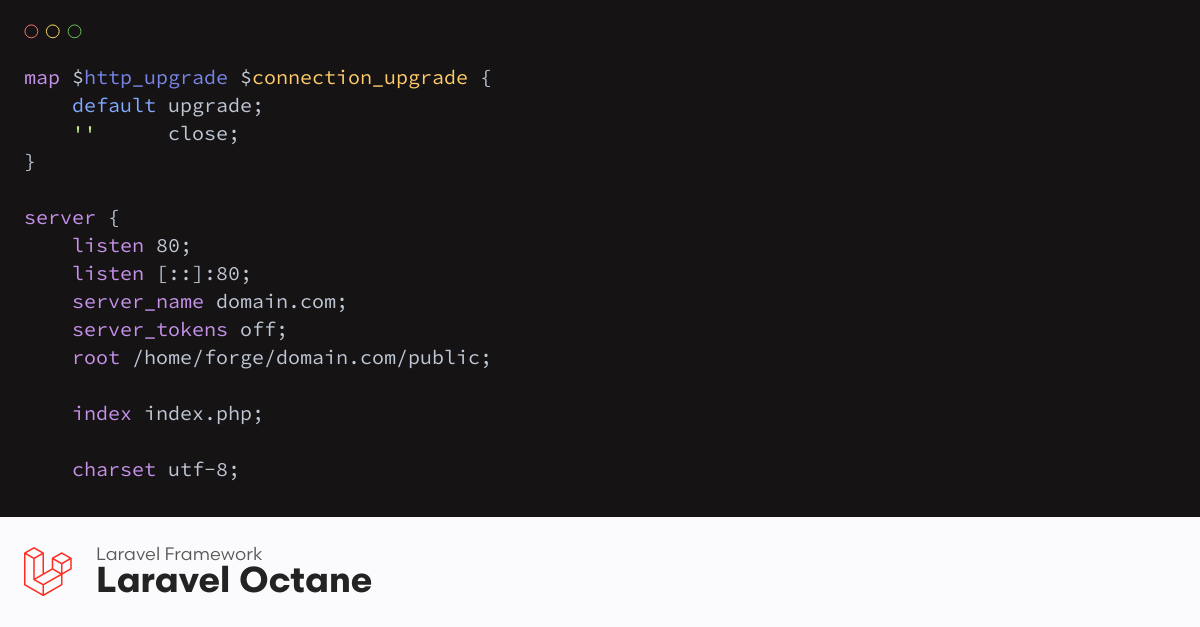 map $http_upgrade $connection_upgrade {
    default upgrade;
    ''      close;
}

server {
    listen 80;
    listen [::]:80;
    server_name domain.com;
    server_tokens off;
    root /home/forge/domain.com/public;

    index index.php;

    charset utf-8;

Laravel Framework
Laravel Octane